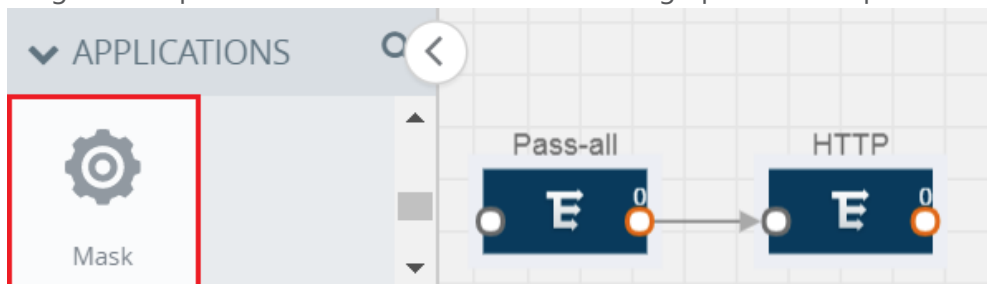 APPLICATIONS
Mask
Pass-all
0
HTTP
0